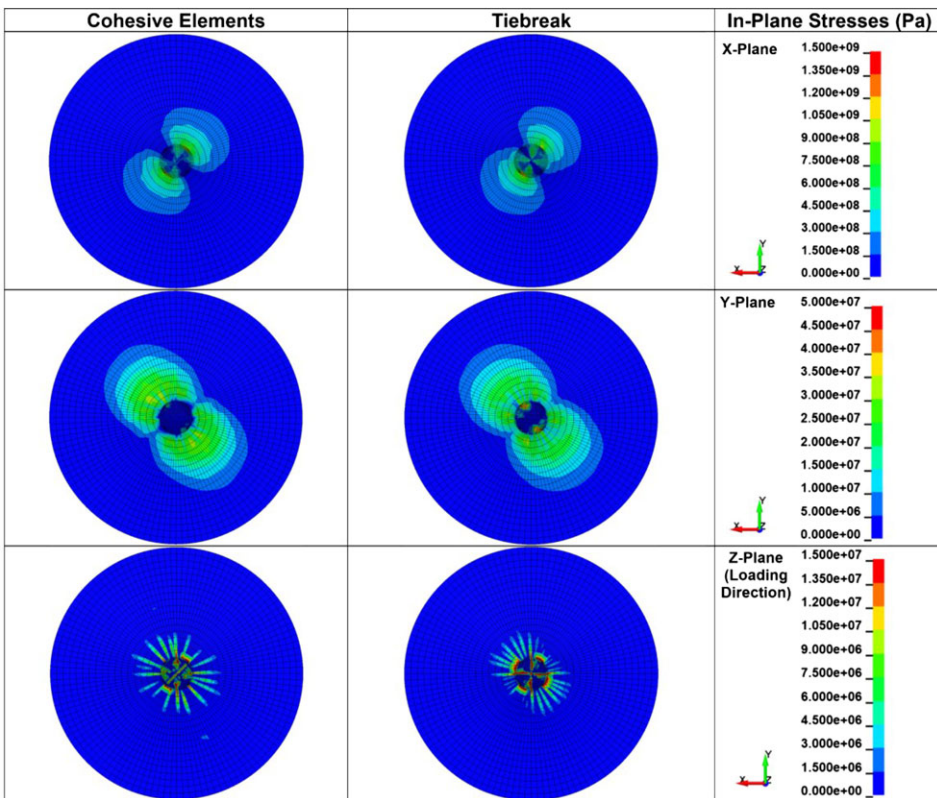 Cohesive Elements
Tiebreak
In-Plane Stresses (Pa)
X-Plane
1.500e+09
1.350e+09
1.200e+09
1.050e+09
9.000e+08
7.500e+08
6.000e+08
4.500e+08
3.000e+08
1.500e+08
0.000e+00
Y
X
Z
Y-Plane
5.000e+07
4.500e+07
4.000e+07
3.500e+07
3.000e+07
2.500e+07
2.000e+07
1.500e+07
1.000e+07
5.000e+06
0.000e+00
Y
X
Z
Z-Plane
(Loading
Direction)
1.500e+07
1.350e+07
1.200e+07
1.050e+07
9.000e+06
7.500e+06
6.000e+06
4.500e+06
3.000e+06
1.500e+06
0.000e+00
Y
X
Z